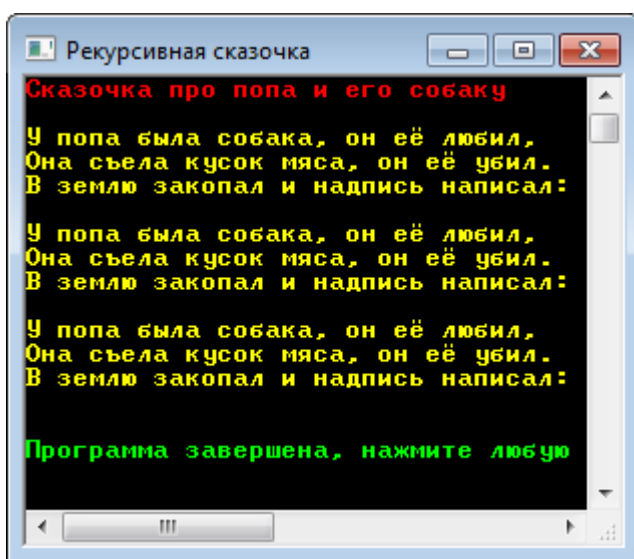 Рекурсивная сказочка
Сказочка про попа и его собаку
У попа была собака, он её любил,
Она съела кусок мяса, он её убил.
В землю закопал и надпись написал:
У попа была собака, он её любил,
Она съела кусок мяса, он её убил.
В землю закопал и надпись написал:
У попа была собака, он её любил,
Она съела кусок мяса, он её убил.
В землю закопал и надпись написал:
Программа завершена, нажмите любую